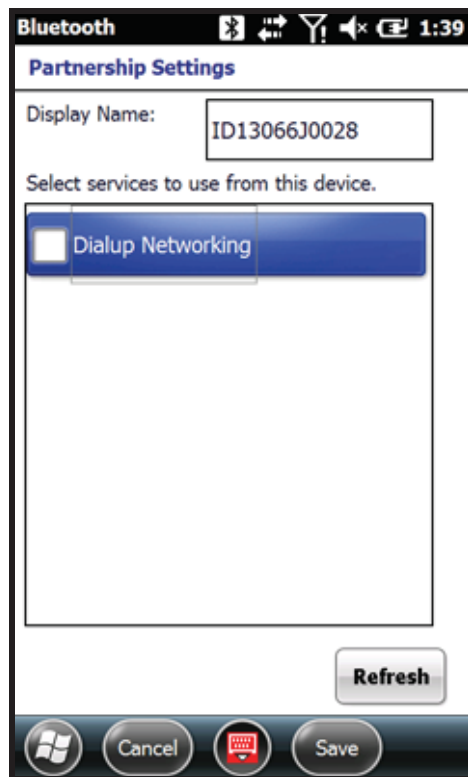 Bluetooth 1:39
Partnership Settings
Display Name:
ID13066J0028
Select services to use from this device.
Dialup Networking
Refresh
Cancel Save